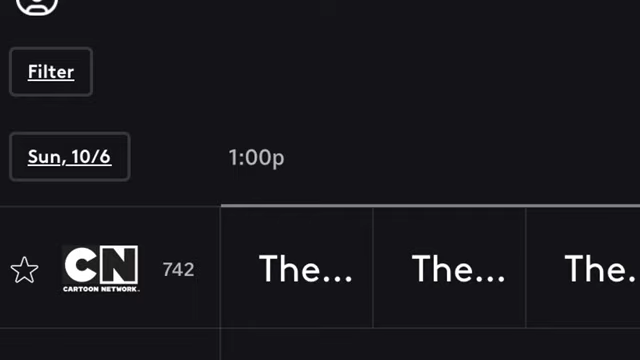 Filter
Sun, 10/6
1:00p
CN
CARTOON NETWORK.
742
The...
The...
The.